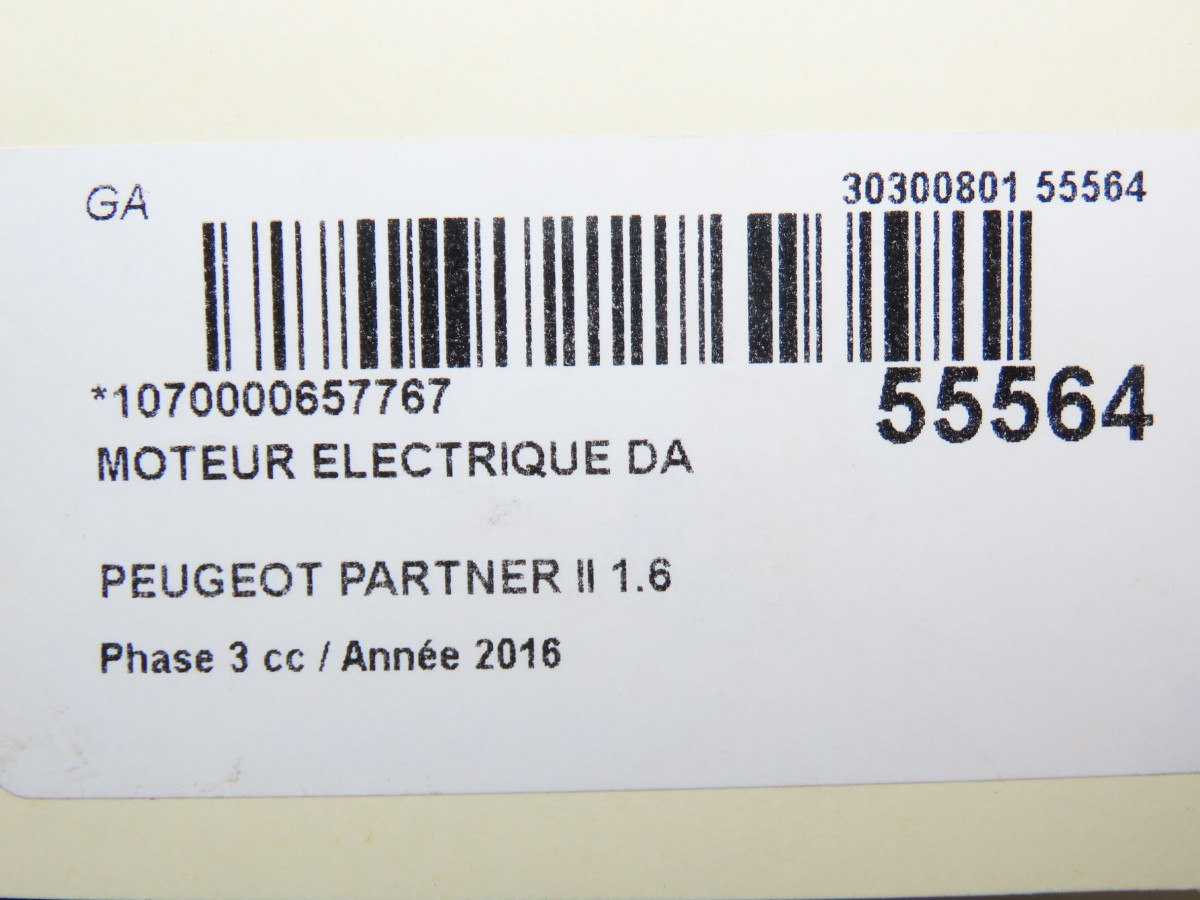 GA
30300801 55564
*1070000657767
55564
MOTEUR ELECTRIQUE DA
PEUGEOT PARTNER II 1.6
Phase 3 cc / Année 2016